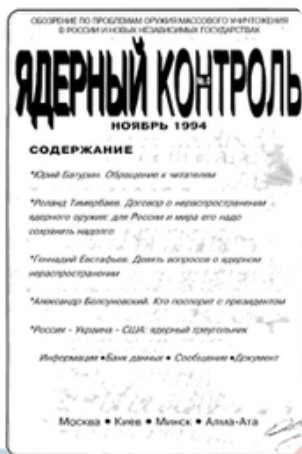 ОБОЗРЕНИЕ ПО ПРОБЛЕМАМ ОРУЖИЯ МАССОВОГО УНИЧТОЖЕНИЯ
В РОССИИ И НОВЫХ НЕЗАВИСИМЫХ ГОСУДАРСТВАХ
ЯДЕРНЫЙ КОНТРОЛЬ
НОЯБРЬ 1994
СОДЕРЖАНИЕ
*Юрий Батурин. Обращение к читателям
*Роланд Тимербаев. Договор о нераспространении
ядерного оружия: для России и мира его надо
сохранить надолго
*Геннадий Евстафьев. Девять вопросов о ядерном
нераспространении
*Александр Болсуновский. Кто поспорит с президентом
*Россия - Украина - США: ядерный треугольник
Информация •Банк данных • Сообщение •Документ
Москва • Киев • Минск • Алма-Ата